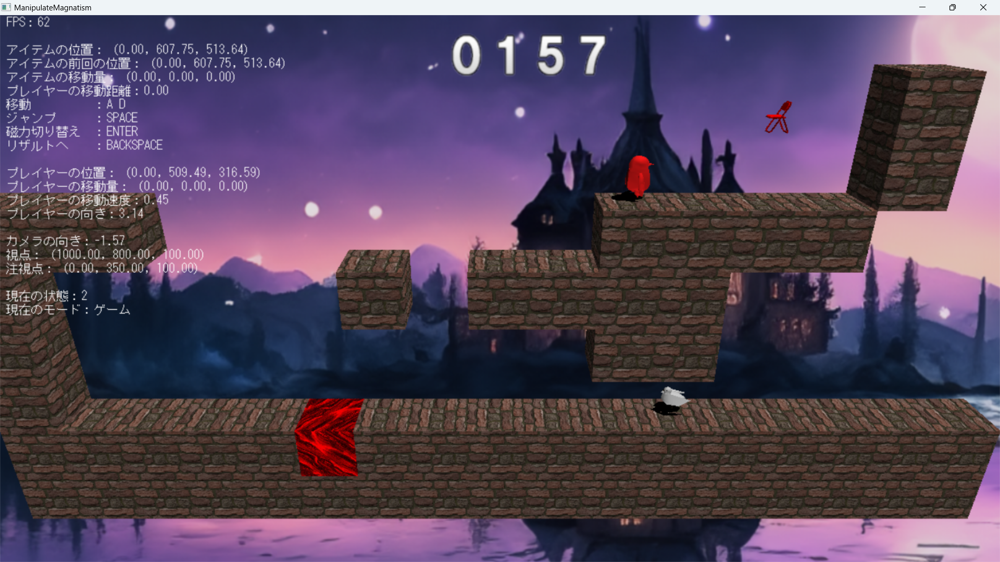 ManipulateMagnatism
FPS : 62
0157
アイテムの位置 : (0.00, 607.75, 513.64)
アイテムの前回の位置 : (0.00, 607.75, 513.64)
アイテムの移動量 : (0.00, 0.00, 0.00)
プレイヤーの移動距離 : 0.00
移動 : A D
ジャンプ : SPACE
磁力切り替え : ENTER
リザルトへ : BACKSPACE
プレイヤーの位置 : (0.00, 509.49, 316.59)
プレイヤーの移動量 : (0.00, 0.00, 0.00)
プレイヤーの移動速度 : 0.45
プレイヤーの向き : 3.14
カメラの向き : -1.57
視点 : (1000.00, 800.00, 100.00)
注視点 : (0.00, 350.00, 100.00)
現在の状態 : 2
現在のモード : ゲーム